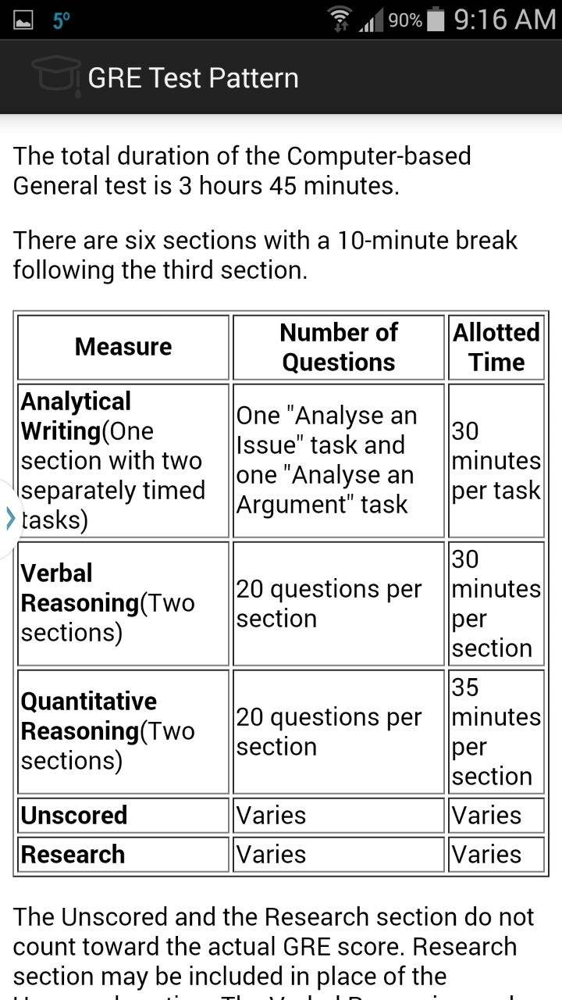 5°
90%
9:16 AM
GRE Test Pattern
The total duration of the Computer-based
General test is 3 hours 45 minutes.
There are six sections with a 10-minute break
following the third section.
Measure
Number of
Questions
Allotted
Time
Analytical
Writing(One
section with two
separately timed
tasks)
One "Analyse an
Issue" task and
one "Analyse an
Argument" task
30
minutes
per task
Verbal
Reasoning(Two
sections)
20 questions per
section
30
minutes
per
section
Quantitative
Reasoning(Two
sections)
20 questions per
section
35
minutes
per
section
Unscored
Varies
Varies
Research
Varies
Varies
The Unscored and the Research section do not
count toward the actual GRE score. Research
section may be included in place of the